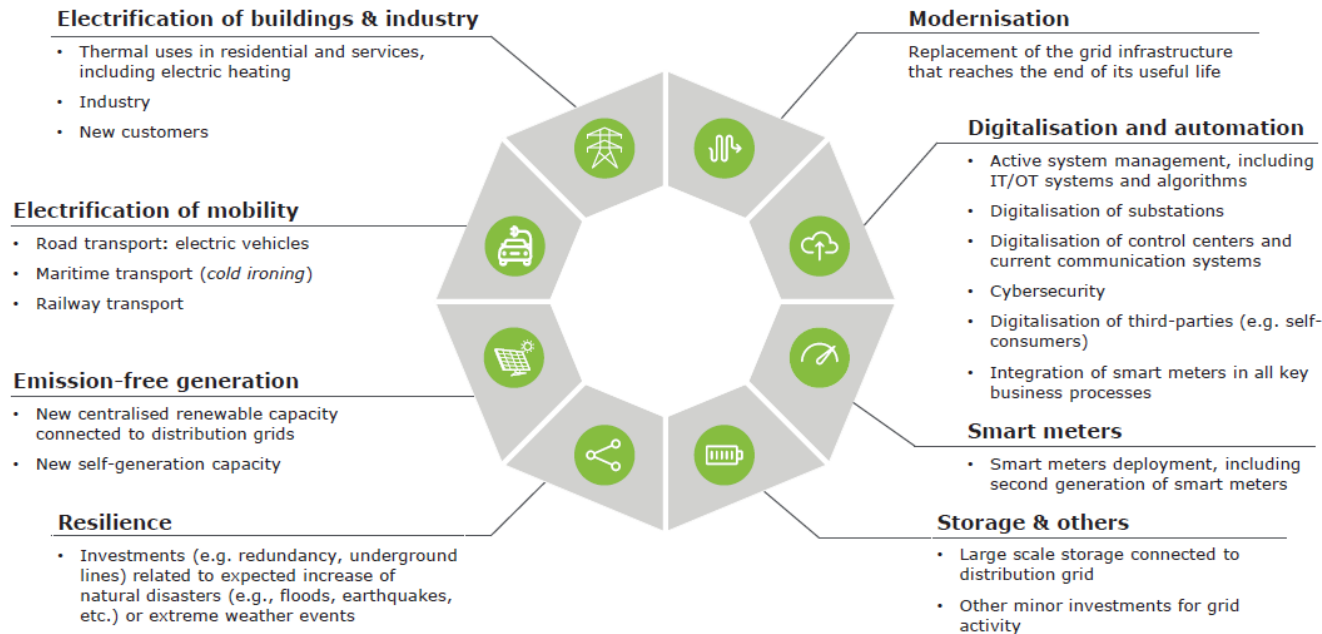 Electrification of buildings & industry
• Thermal uses in residential and services,
including electric heating
• Industry
• New customers
Electrification of mobility
• Road transport: electric vehicles
• Maritime transport (cold ironing)
• Railway transport
Emission-free generation
• New centralised renewable capacity
connected to distribution grids
• New self-generation capacity
Resilience
• Investments (e.g. redundancy, underground
lines) related to expected increase of
natural disasters (e.g., floods, earthquakes,
etc.) or extreme weather events
Modernisation
Replacement of the grid infrastructure
that reaches the end of its useful life
Digitalisation and automation
• Active system management, including
IT/OT systems and algorithms
• Digitalisation of substations
• Digitalisation of control centers and
current communication systems
• Cybersecurity
• Digitalisation of third-parties (e.g. self-
consumers)
• Integration of smart meters in all key
business processes
Smart meters
• Smart meters deployment, including
second generation of smart meters
Storage & others
• Large scale storage connected to
distribution grid
• Other minor investments for grid
activity